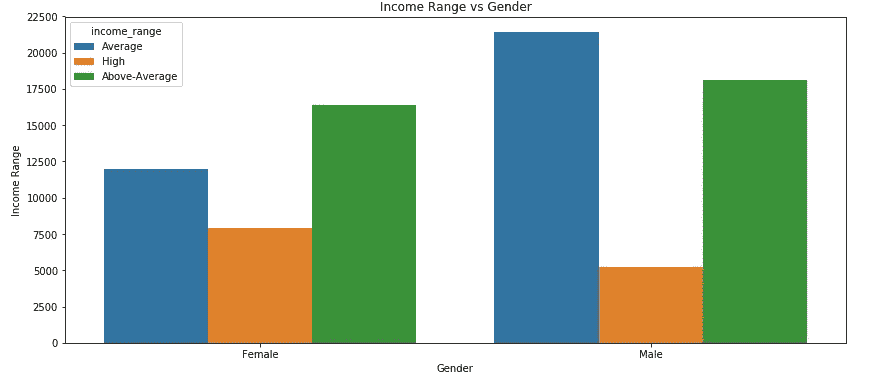 Income Range vs Gender
income_range
Average
High
Above-Average
Income Range
22500
20000
17500
15000
12500
10000
7500
5000
2500
0
Female Male
Gender